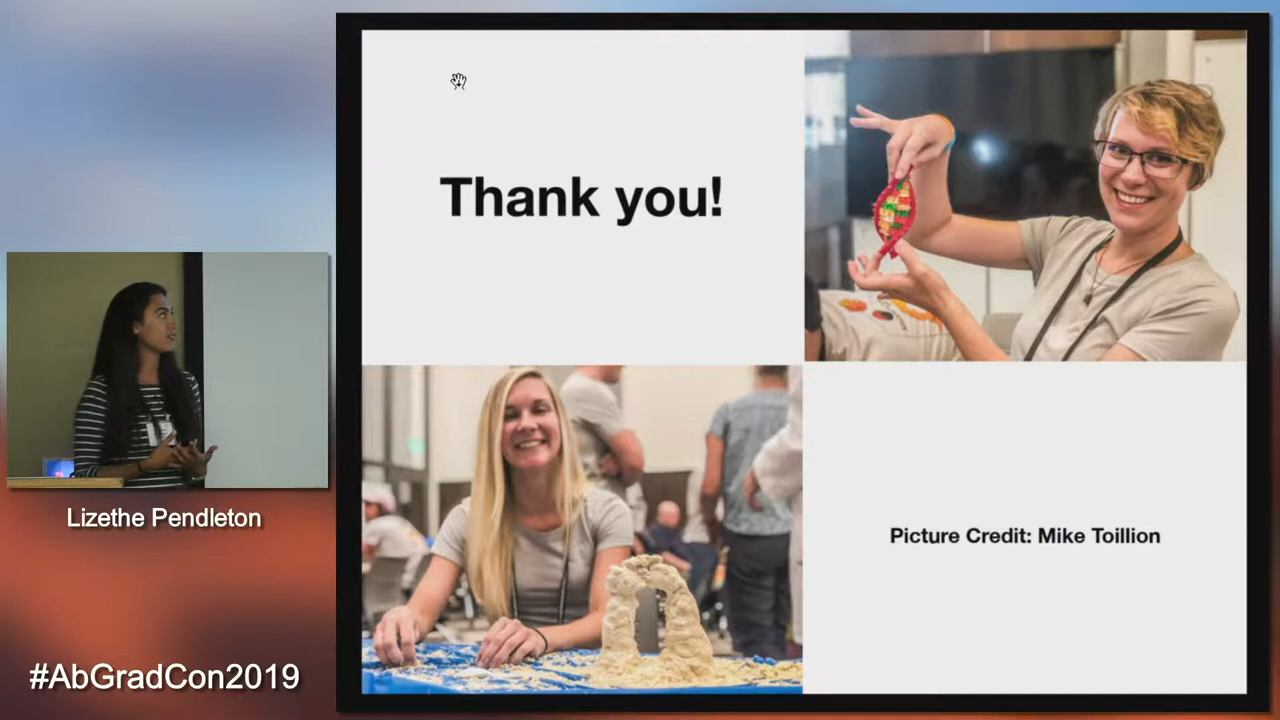 Thank you!
Lizethe Pendleton
Picture Credit: Mike Toillion
#AbGradCon2019